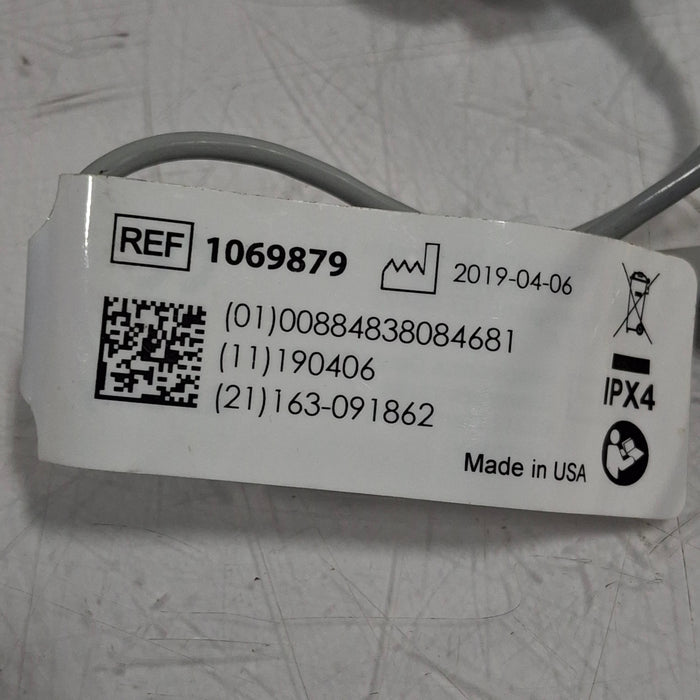 REF 1069879 2019-04-06
(01)00884838084681
(11)190406
(21)163-091862
IPX4
Made in USA